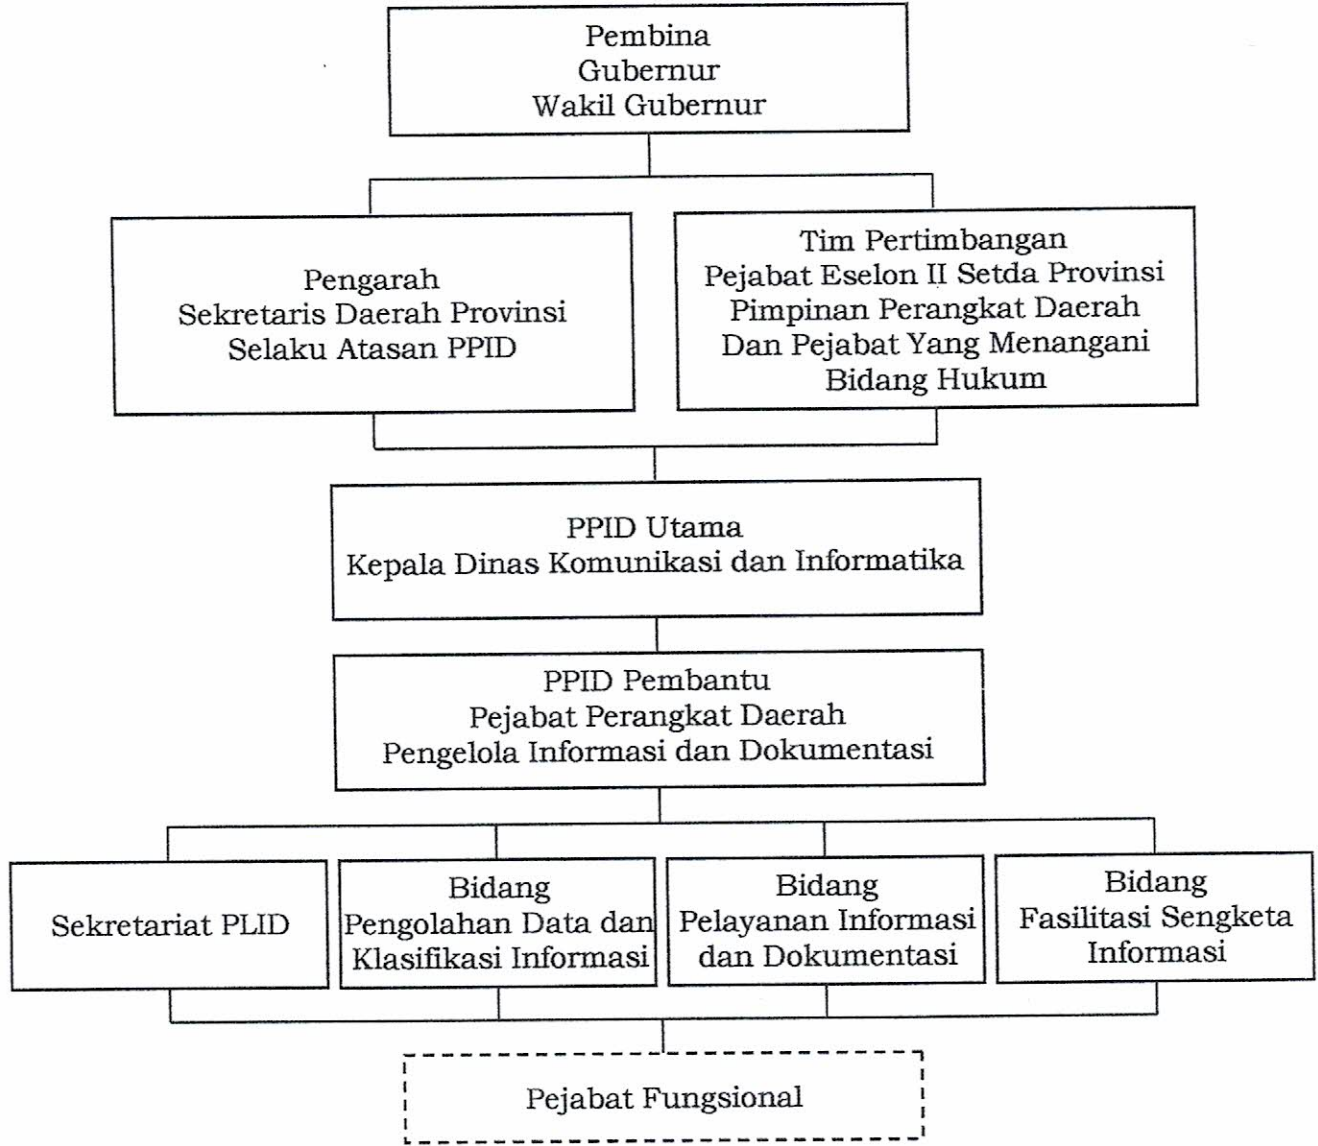 Pembina
Gubernur
Wakil Gubernur
Pengarah
Sekretaris Daerah Provinsi
Selaku Atasan PPID
Tim Pertimbangan
Pejabat Eselon II Setda Provinsi
Pimpinan Perangkat Daerah
Dan Pejabat Yang Menangani
Bidang Hukum
PPID Utama
Kepala Dinas Komunikasi dan Informatika
PPID Pembantu
Pejabat Perangkat Daerah
Pengelola Informasi dan Dokumentasi
Sekretariat PLID
Bidang
Pengolahan Data dan
Klasifikasi Informasi
Bidang
Pelayanan Informasi
dan Dokumentasi
Bidang
Fasilitasi Sengketa
Informasi
Pejabat Fungsional